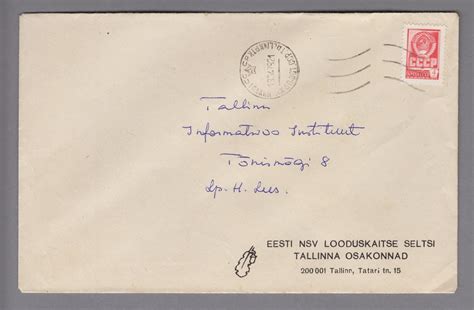 CCCP
Tallinn
Informatsioo Instituut
Tõnismägi 8
Lp. H. Lees.
EESTI NSV LOODUSKAITSE SELTSI
TALLINNA OSAKONNAD
200 001 Tallinn, Tatari tn. 15